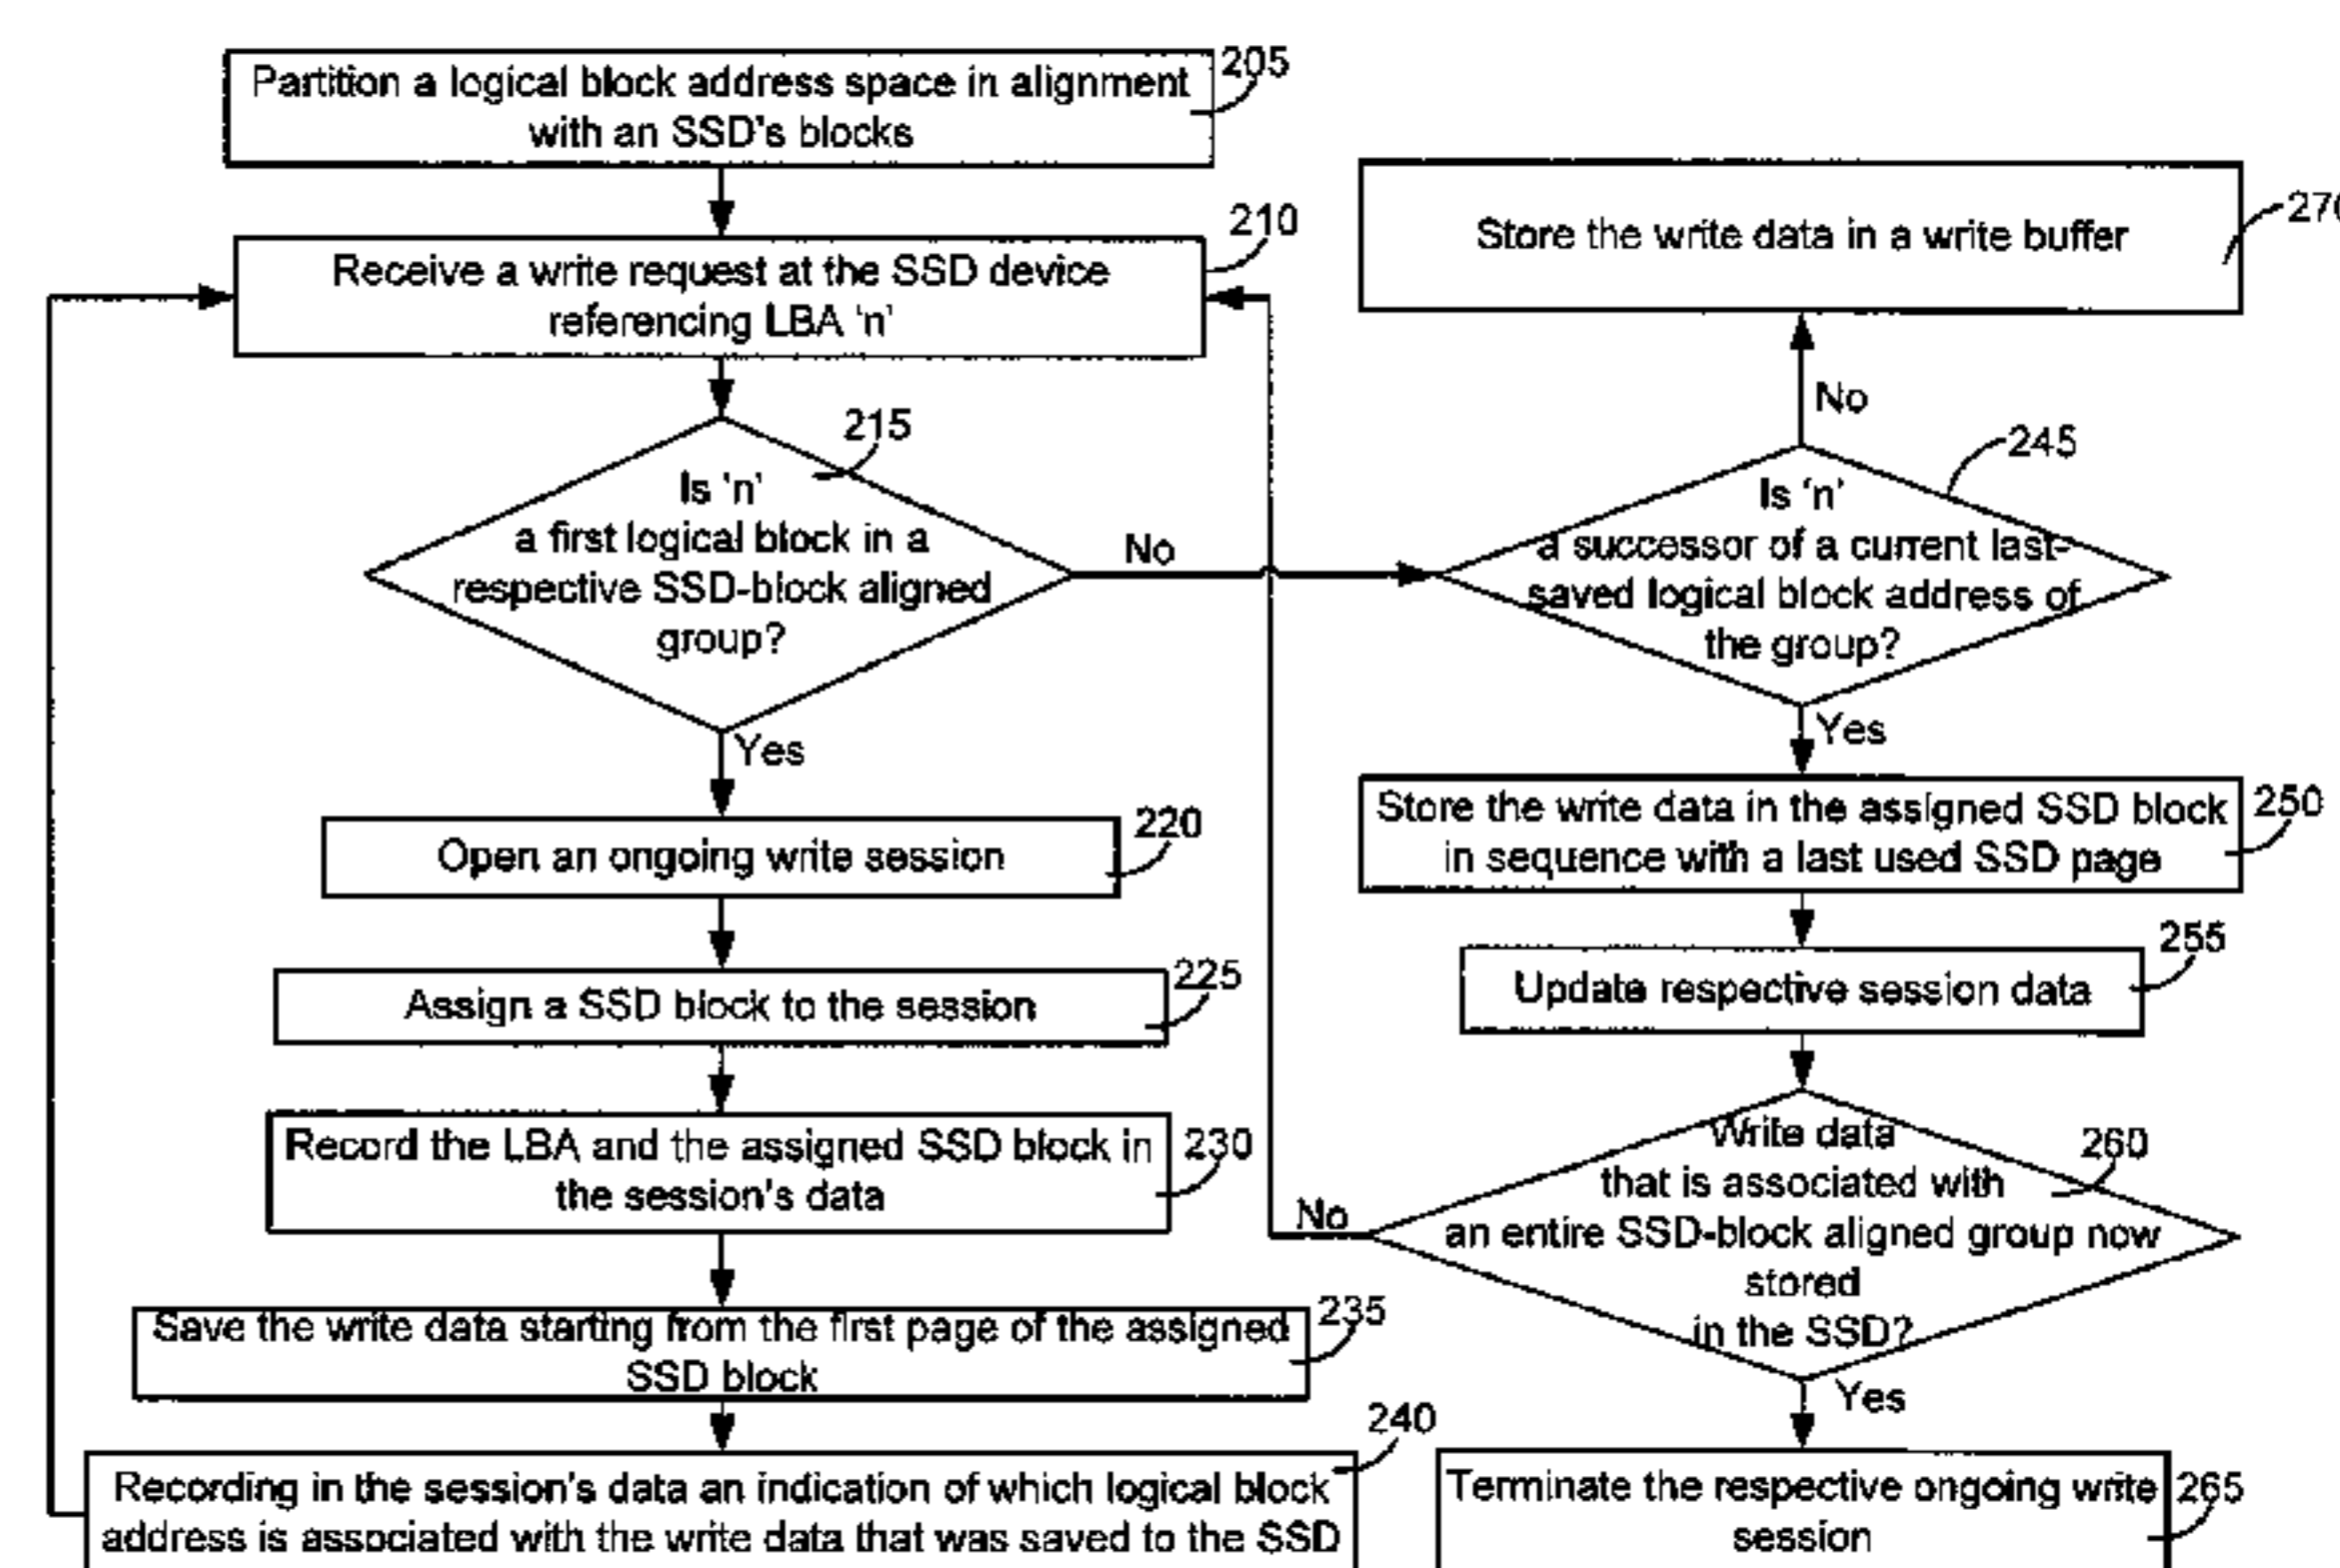 Partition a logical block address space in alignment
with an SSD's blocks
205
Receive a write request at the SSD device
referencing LBA 'n'
210
Is 'n'
a first logical block in a
respective SSD-block aligned
group?
215
No
Yes
Open an ongoing write session
220
Assign a SSD block to the session
225
Record the LBA and the assigned SSD block in
the session's data
230
Save the write data starting from the first page of the assigned
SSD block
235
Recording in the session's data an indication of which logical block
address is associated with the write data that was saved to the SSD
240
Store the write data in a write buffer
270
No
Is 'n'
a successor of a current last-
saved logical block address of
the group?
245
Yes
Store the write data in the assigned SSD block
in sequence with a last used SSD page
250
Update respective session data
255
Write data
that is associated with
an entire SSD-block aligned group now
stored
in the SSD?
260
No
Yes
Terminate the respective ongoing write
session
265